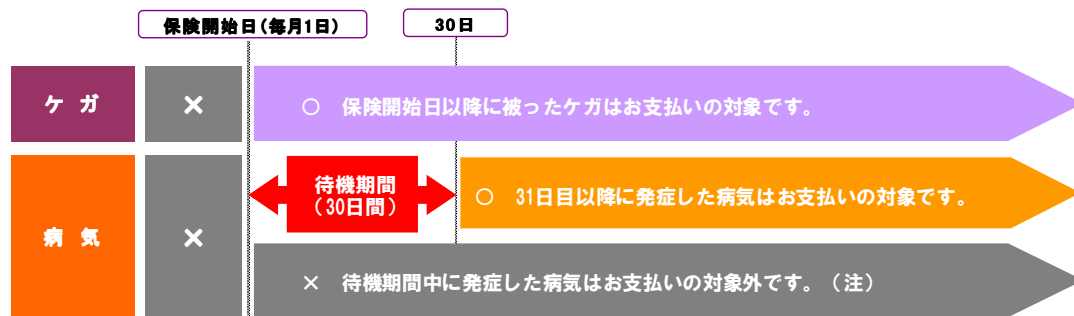 保険開始日(毎月1日)
30日
ケ ガ
×
○ 保険開始日以降に被ったケガはお支払いの対象です。
病 気
×
待機期間
(30日間)
○ 31日目以降に発症した病気はお支払いの対象です。
× 待機期間中に発症した病気はお支払いの対象外です。(注)